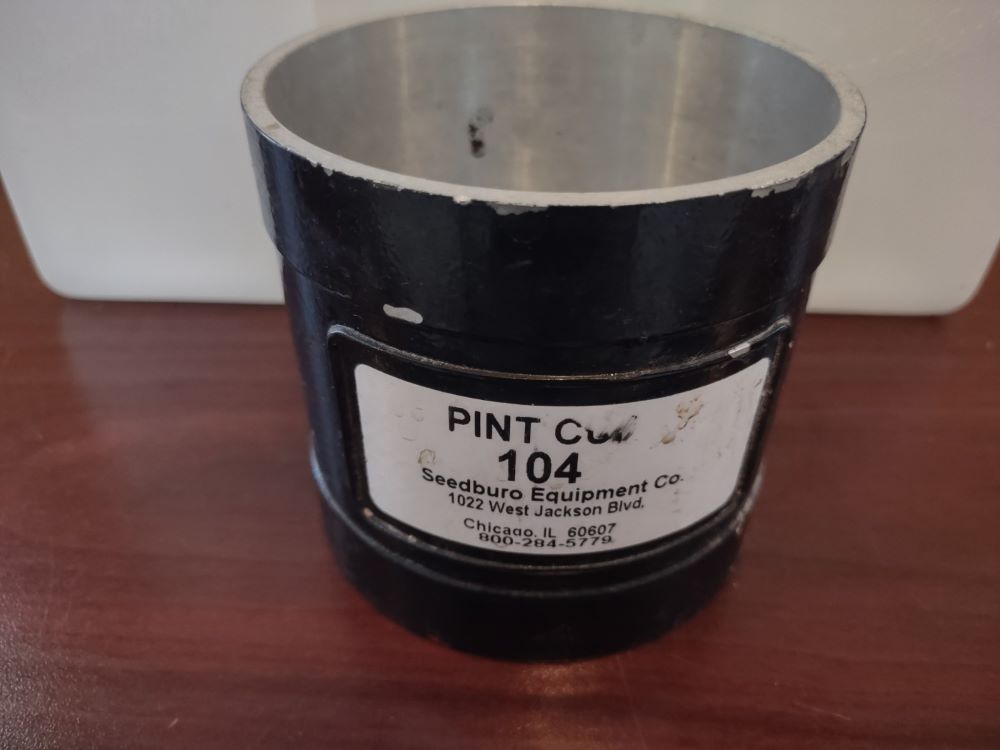 PINT
104
Seedburo Equipment Co.
1022 West Jackson Blvd.
Chicago, IL 60607
800-284-5779